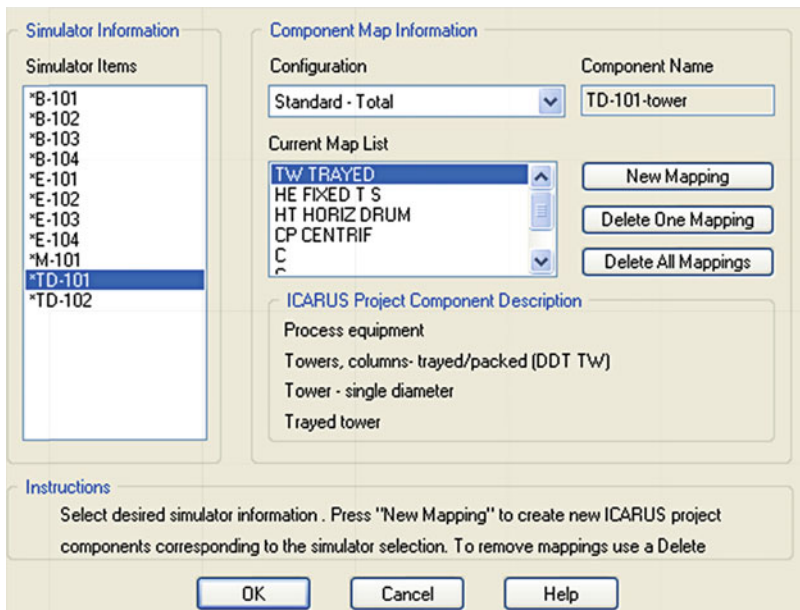 Simulator Information
Simulator Items
*B-101
*B-102
*B-103
*B-104
*E-101
*E-102
*E-103
*E-104
*M-101
*TD-101
*TD-102
Component Map Information
Configuration
Component Name
Standard - Total
TD-101-tower
Current Map List
TW TRAYED
HE FIXED T S
HT HORIZ DRUM
CP CENTRIF
C
New Mapping
Delete One Mapping
Delete All Mappings
ICARUS Project Component Description
Process equipment
Towers, columns- trayed/packed (DDT TW)
Tower - single diameter
Trayed tower
Instructions
Select desired simulator information . Press "New Mapping" to create new ICARUS project
components corresponding to the simulator selection. To remove mappings use a Delete
OK
Cancel
Help